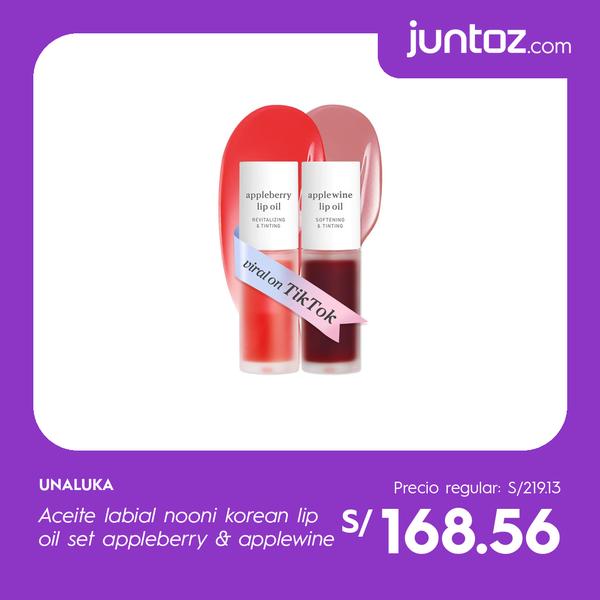 juntoz.com
appleberry
lip oil
REVITALIZING
& TINTING
applewine
lip oil
SOFTENING
& TINTING
viral on TikTok
UNALUKA
Aceite labial nooni korean lip
oil set appleberry & applewine
Precio regular: S/219.13
S/168.56